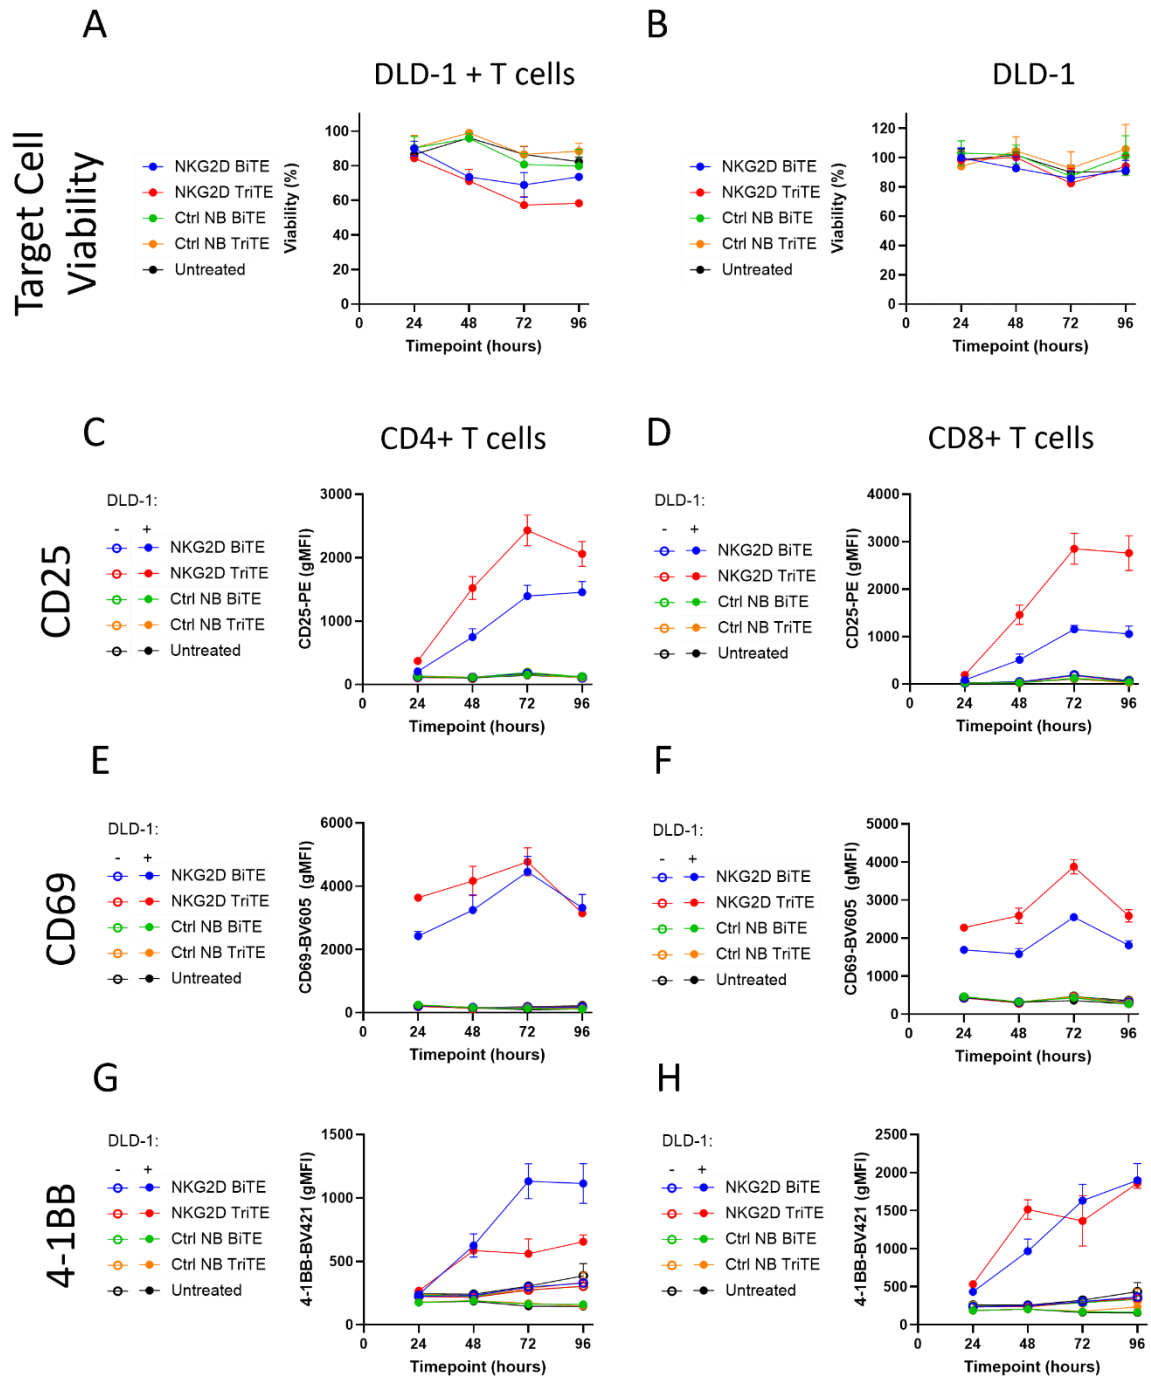 A
B
DLD-1 + T cells
DLD-1
Target Cell
Viability
NKG2D BiTE
NKG2D TriTE
Ctrl NB BiTE
Ctrl NB TriTE
Untreated
Viability (%)
100
80
60
40
20
0
0 24 48 72 96
Timepoint (hours)
NKG2D BiTE
NKG2D TriTE
Ctrl NB BiTE
Ctrl NB TriTE
Untreated
Viability (%)
120
100
80
60
40
20
0
0 24 48 72 96
Timepoint (hours)
C
CD4+ T cells
D
CD8+ T cells
CD25
DLD-1:
- +
NKG2D BiTE
NKG2D TriTE
Ctrl NB BiTE
Ctrl NB TriTE
Untreated
CD25-PE (gMFI)
3000
2000
1000
0
0 24 48 72 96
Timepoint (hours)
DLD-1:
- +
NKG2D BiTE
NKG2D TriTE
Ctrl NB BiTE
Ctrl NB TriTE
Untreated
CD25-PE (gMFI)
4000
3000
2000
1000
0
0 24 48 72 96
Timepoint (hours)
E
F
CD69
DLD-1:
- +
NKG2D BiTE
NKG2D TriTE
Ctrl NB BiTE
Ctrl NB TriTE
Untreated
CD69-BV605 (gMFI)
6000
4000
2000
0
0 24 48 72 96
Timepoint (hours)
DLD-1:
- +
NKG2D BiTE
NKG2D TriTE
Ctrl NB BiTE
Ctrl NB TriTE
Untreated
CD69-BV605 (gMFI)
5000
4000
3000
2000
1000
0
0 24 48 72 96
Timepoint (hours)
G
H
4-1BB
DLD-1:
- +
NKG2D BiTE
NKG2D TriTE
Ctrl NB BiTE
Ctrl NB TriTE
Untreated
4-1BB-BV421 (gMFI)
1500
1000
500
0
0 24 48 72 96
Timepoint (hours)
DLD-1:
- +
NKG2D BiTE
NKG2D TriTE
Ctrl NB BiTE
Ctrl NB TriTE
Untreated
4-1BB-BV421 (gMFI)
2500
2000
1500
1000
500
0
0 24 48 72 96
Timepoint (hours)